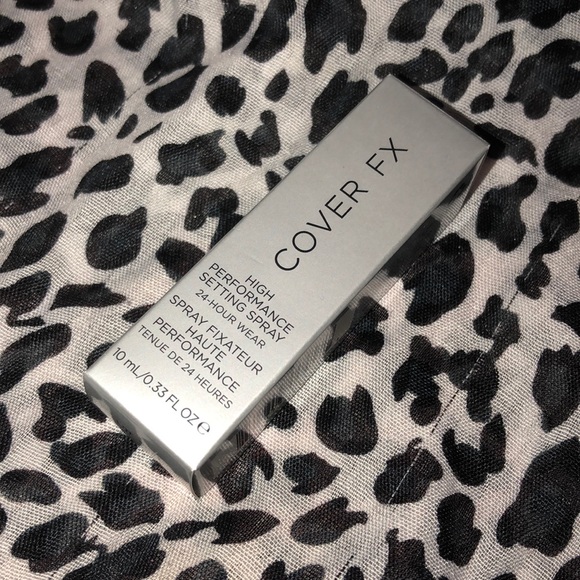 COVER FX
HIGH
PERFORMANCE
SETTING SPRAY
24-HOUR WEAR
SPRAY FIXATEUR
HAUTE
PERFORMANCE
TENUE DE 24 HEURES
10 mL/0.33 FL OZ ℮